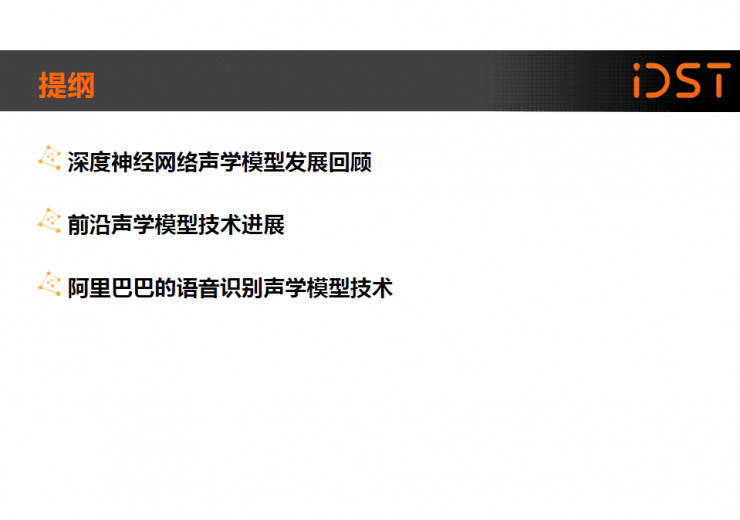 提纲
iDST
深度神经网络声学模型发展回顾
前沿声学模型技术进展
阿里巴巴的语音识别声学模型技术